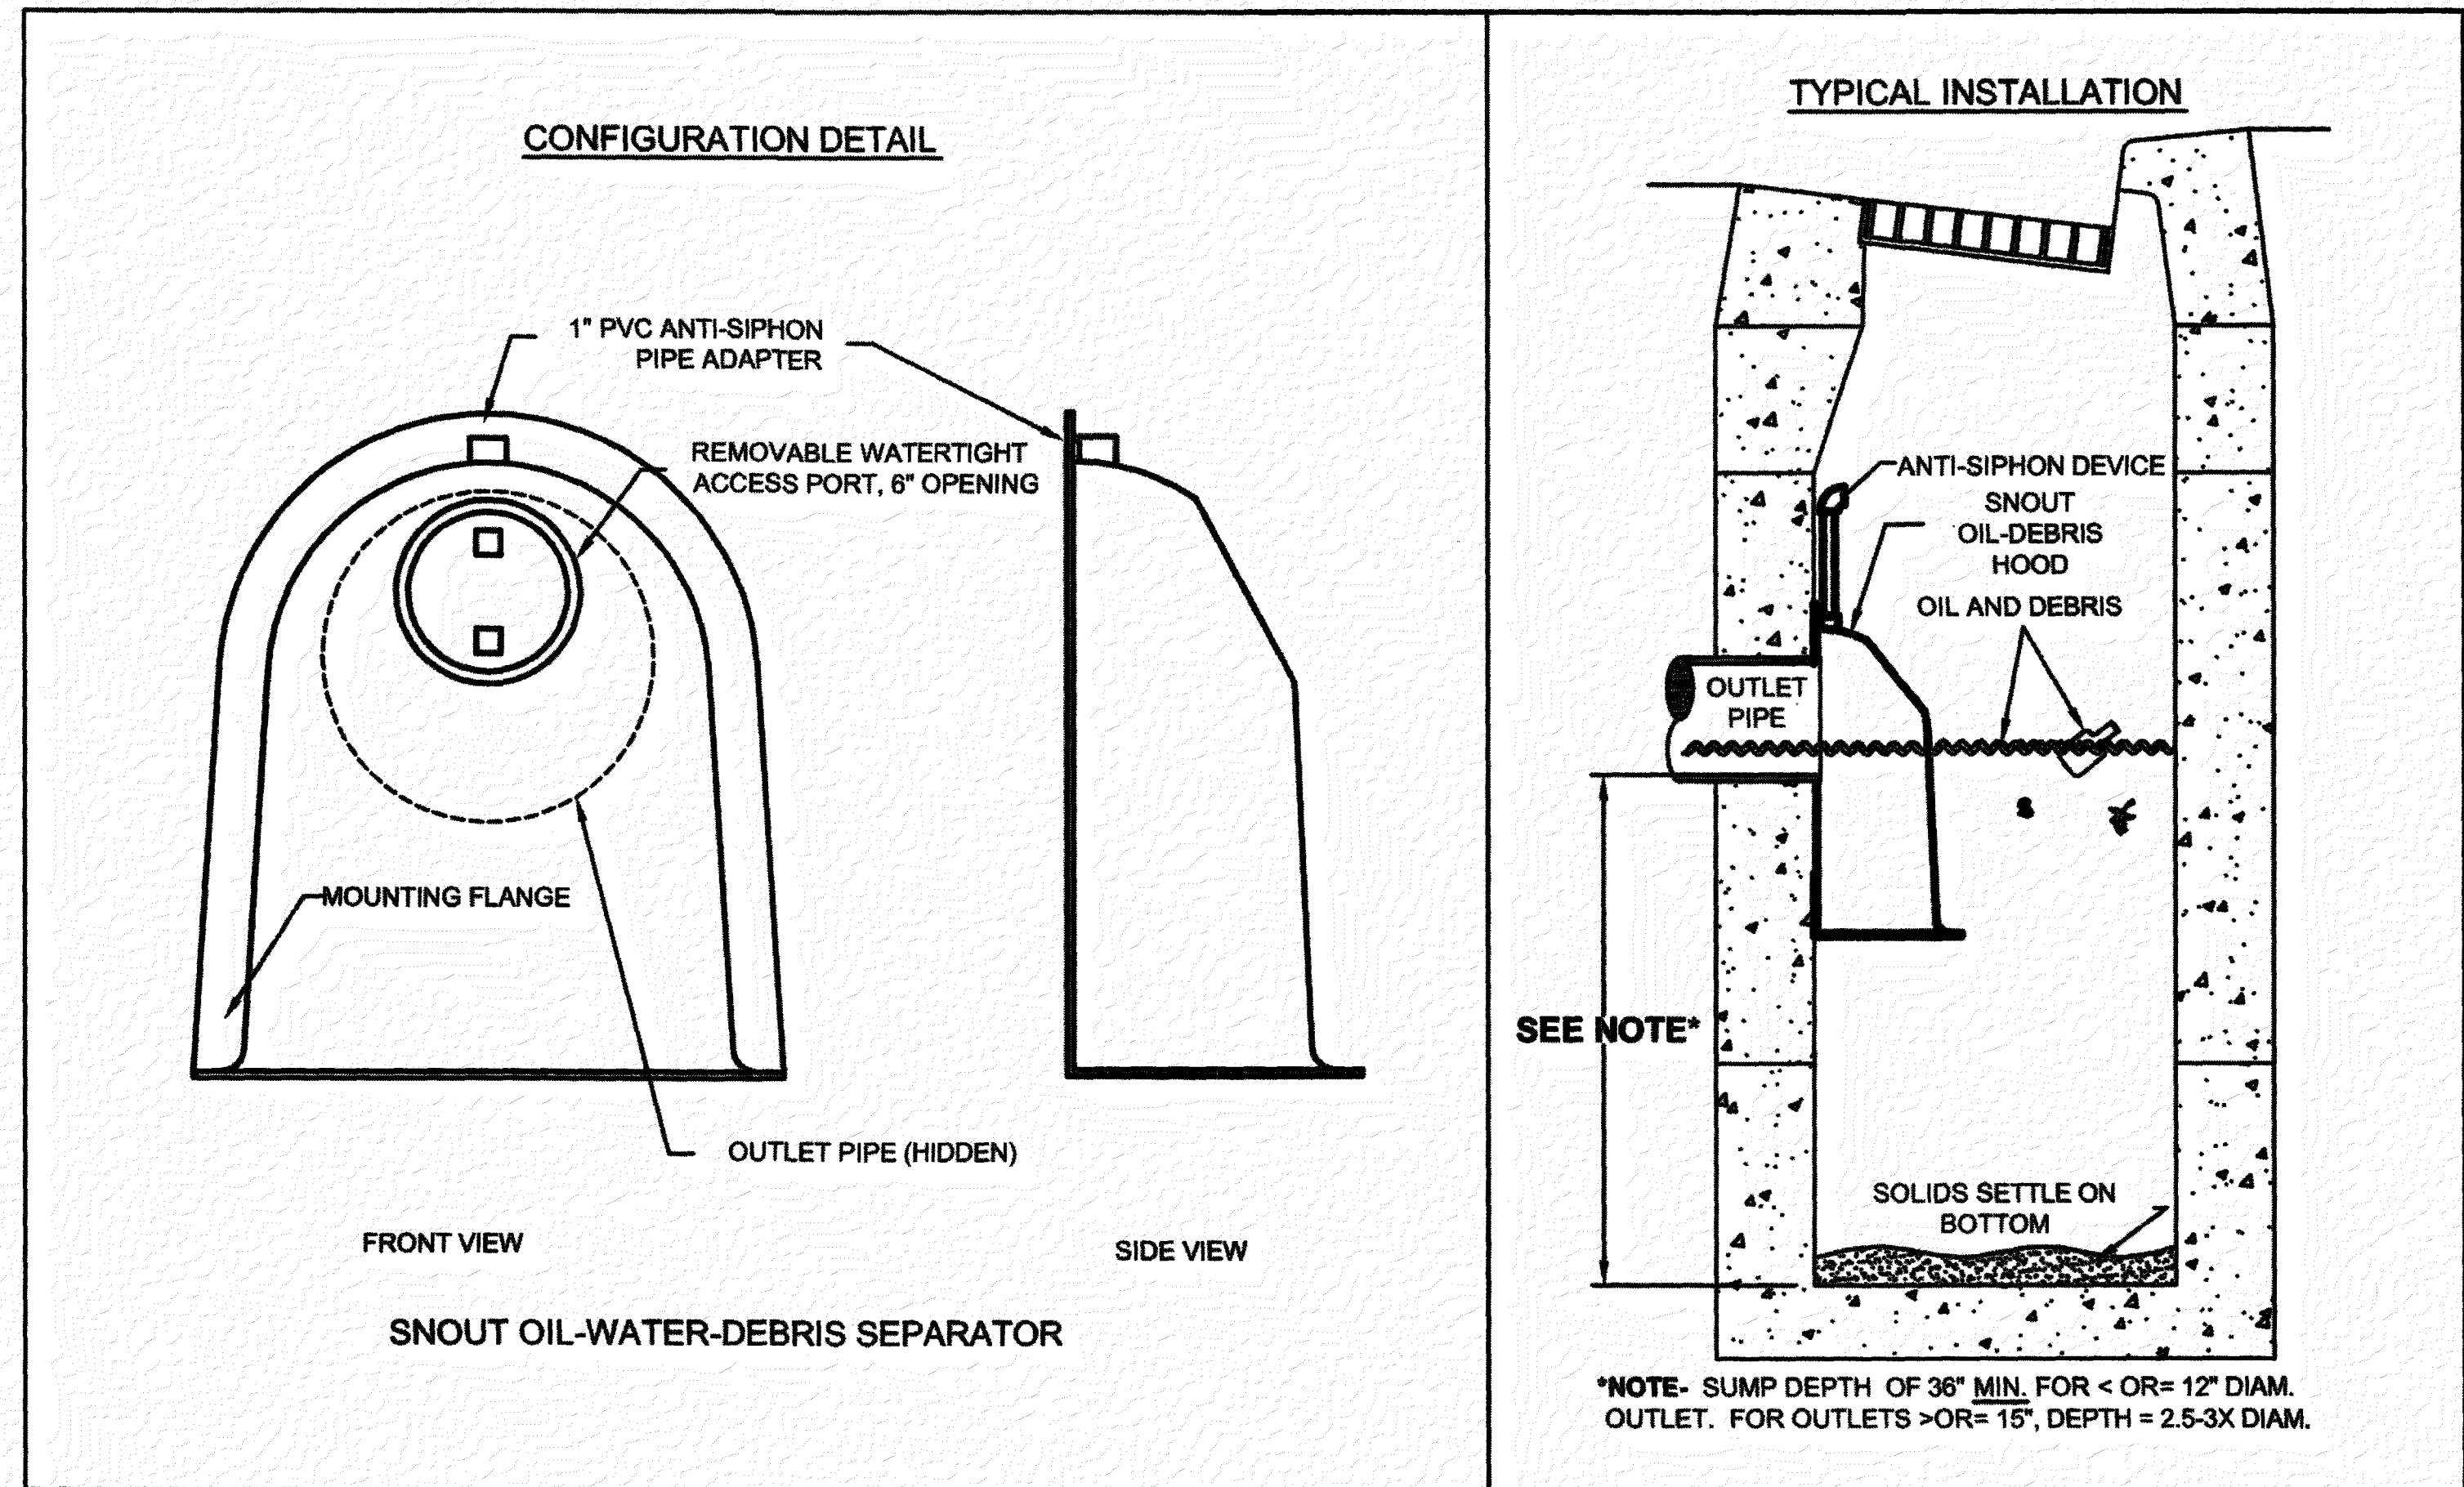 CONFIGURATION DETAIL
1" PVC ANTI-SIPHON
PIPE ADAPTER
REMOVABLE WATERTIGHT
ACCESS PORT, 6" OPENING
MOUNTING FLANGE
OUTLET PIPE (HIDDEN)
FRONT VIEW
SIDE VIEW
SNOUT OIL-WATER-DEBRIS SEPARATOR
TYPICAL INSTALLATION
ANTI-SIPHON DEVICE
SNOUT
OIL-DEBRIS
HOOD
OIL AND DEBRIS
OUTLET
PIPE
SEE NOTE*
SOLIDS SETTLE ON
BOTTOM
*NOTE- SUMP DEPTH OF 36" MIN. FOR < OR= 12" DIAM.
OUTLET. FOR OUTLETS >OR= 15", DEPTH = 2.5-3X DIAM.